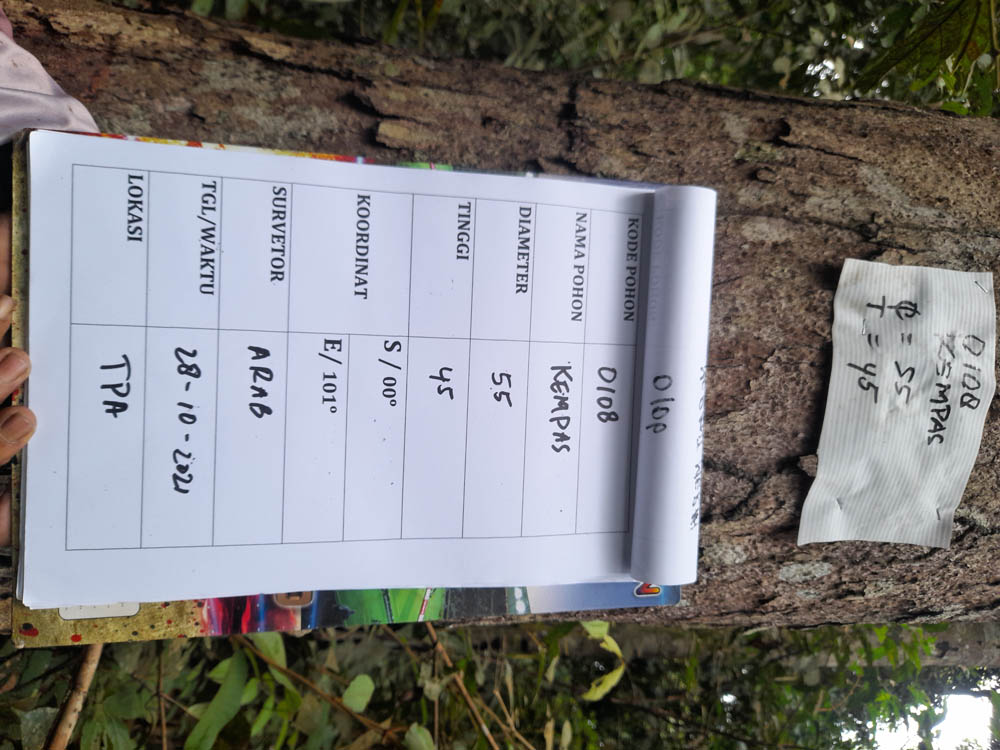 0108
KEMPAS
₵ = 55
T = 45
0109
KODE POHON 0108
NAMA POHON KEMPAS
DIAMETER 55
TINGGI 45
KOORDINAT S / 00°
E/ 101°
SURVETOR ARAB
TGL/WAKTU 28-10-2021
LOKASI TPA